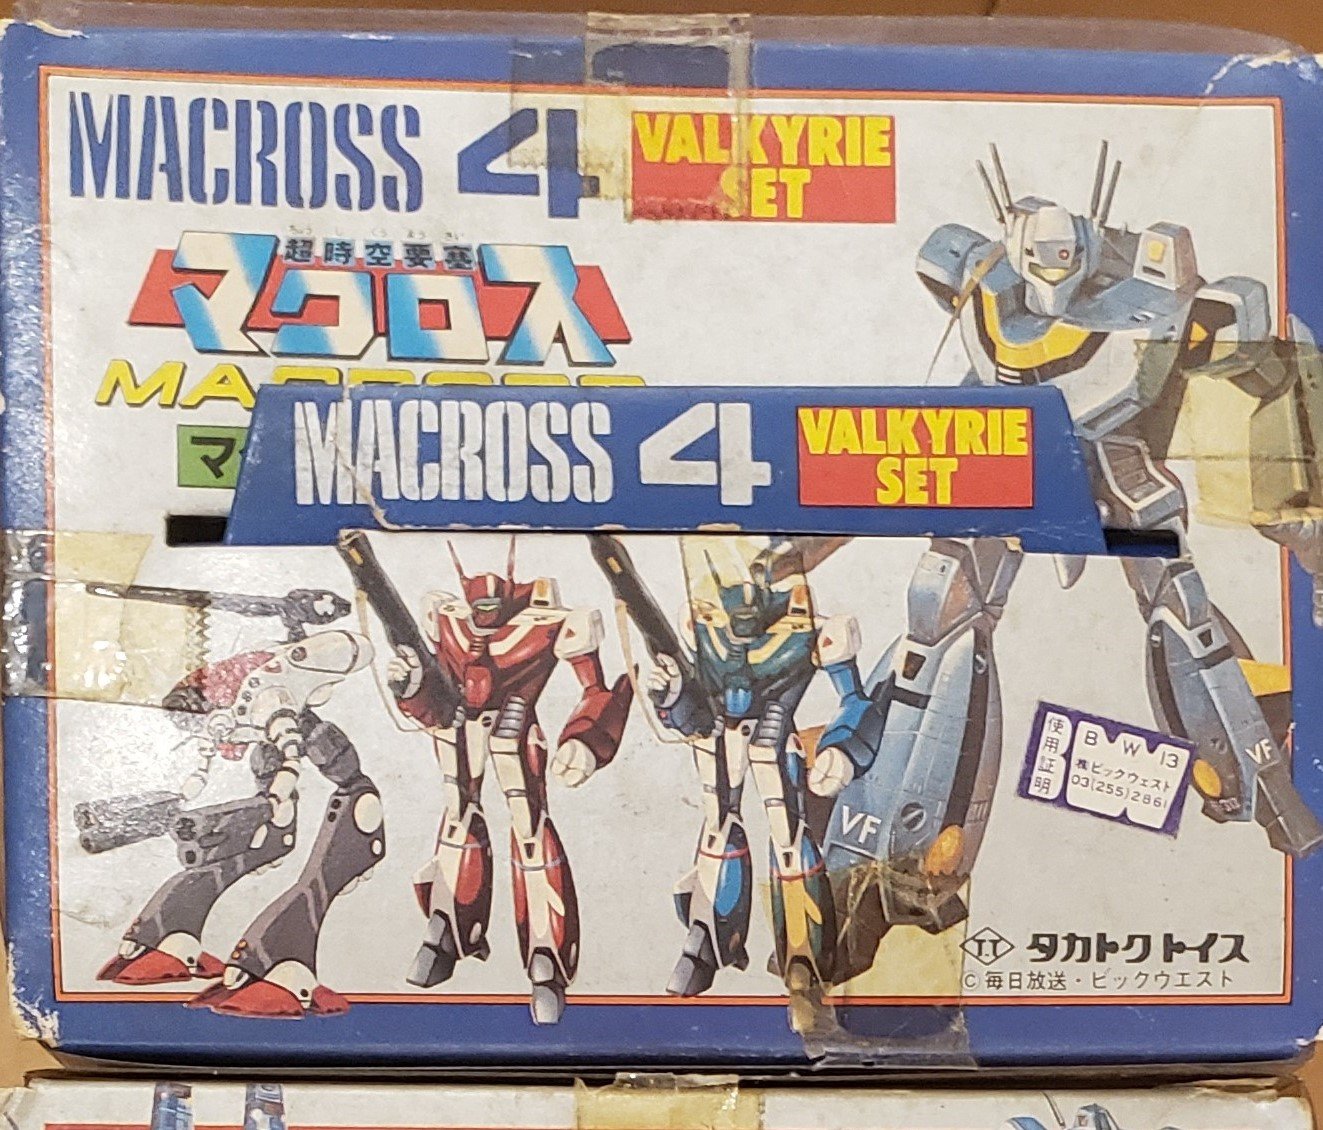 MACROSS 4
VALKYRIE
SET
ちょう じ くう よう さい
超時空要塞
マクロス
マ
MACROSS 4
VALKYRIE
SET
VF
VF
使用証明
BW13
㈱ビックウェスト
03(255)2861
T.T タカトクトイス
©毎日放送・ビックウエスト